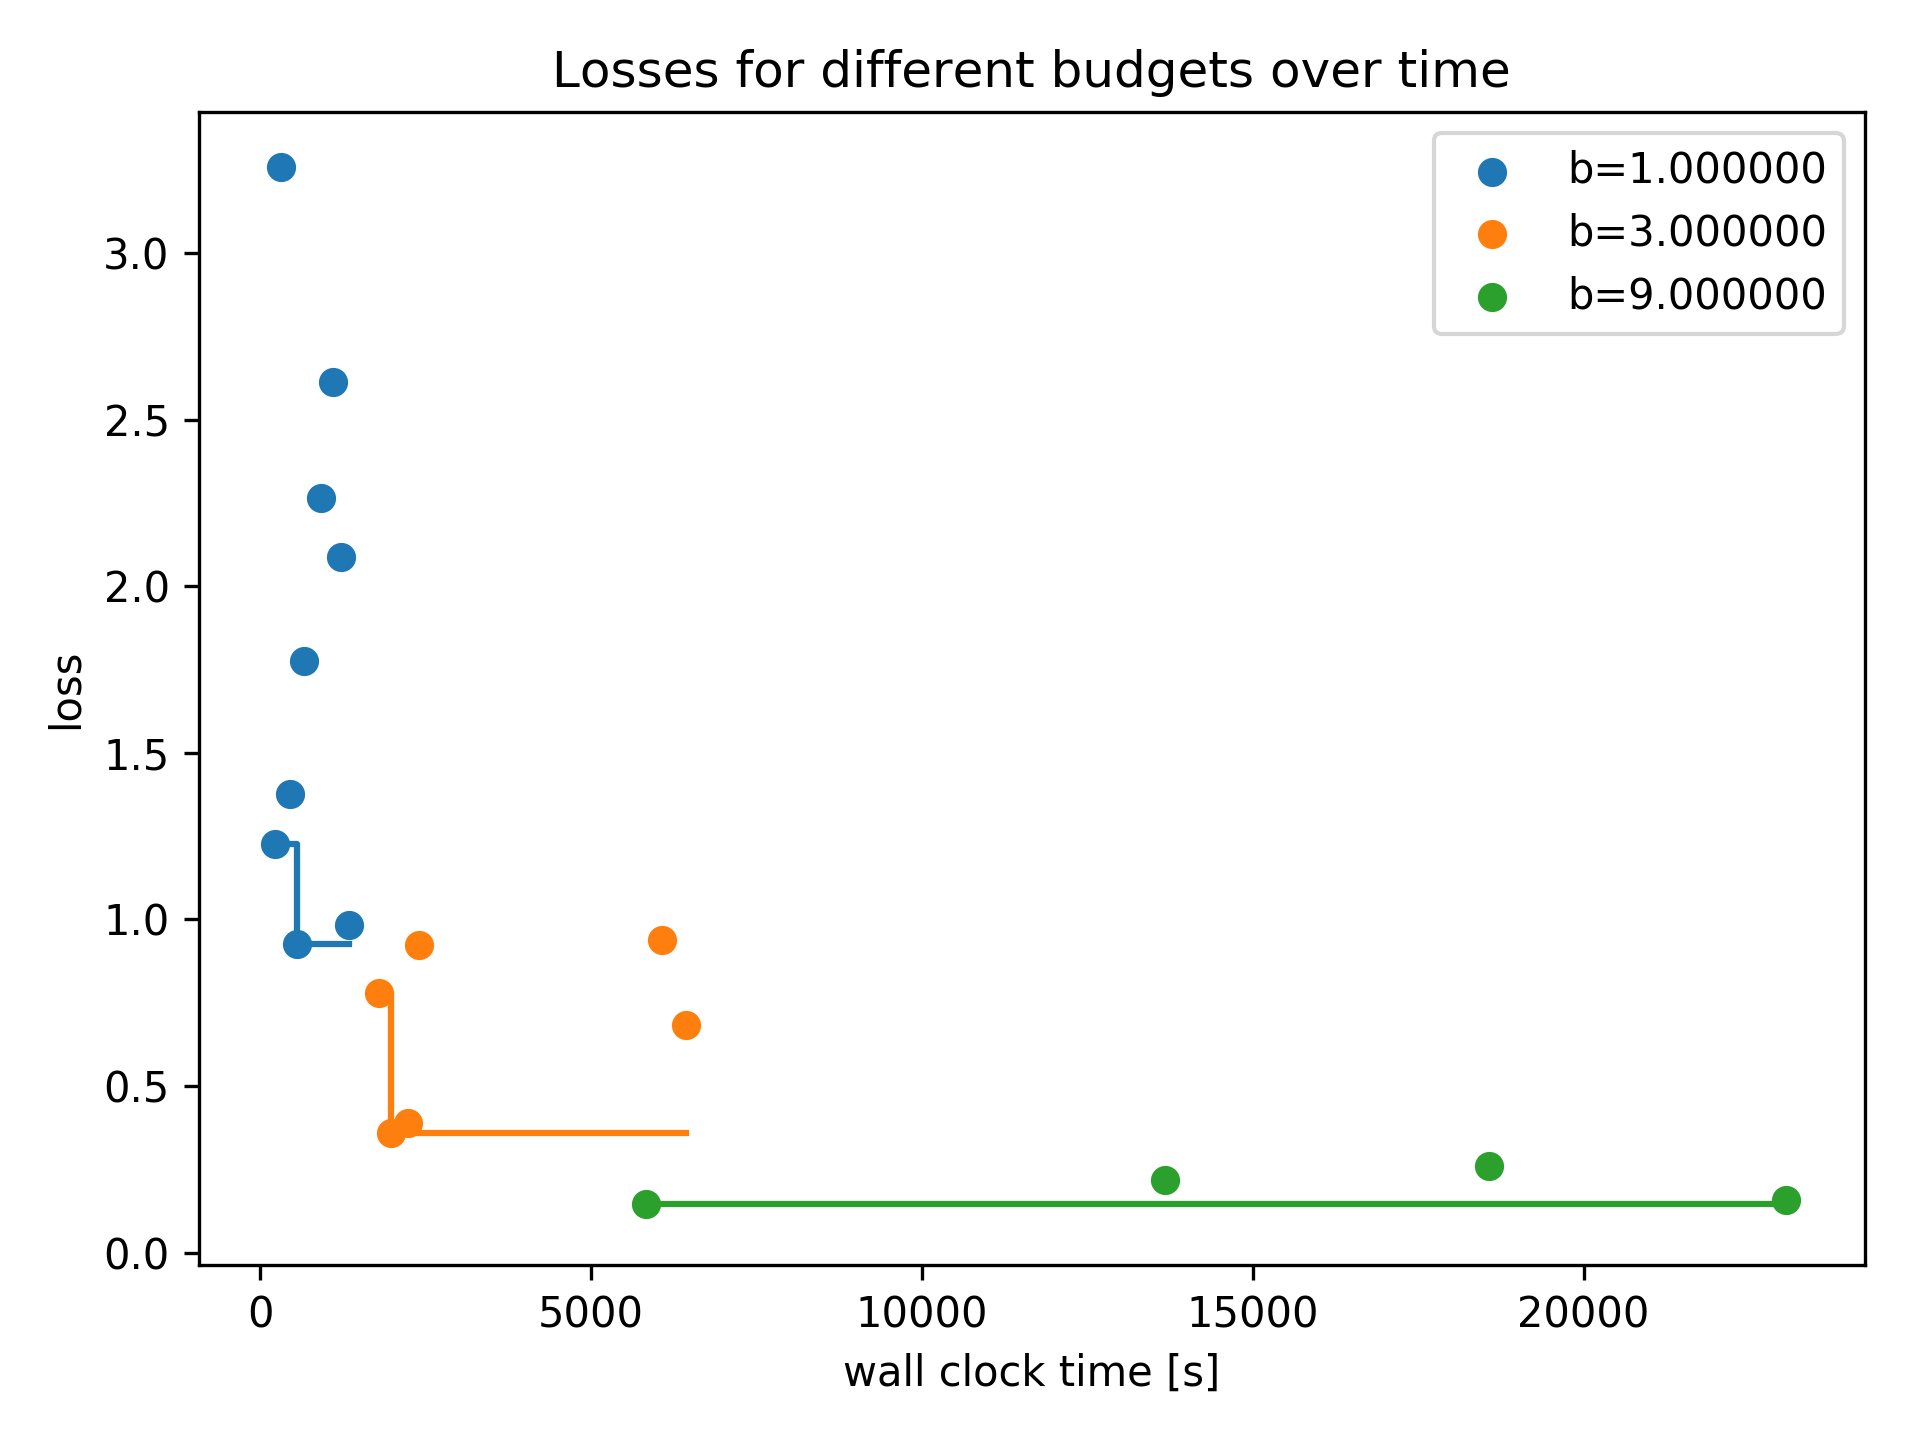 Losses for different budgets over time
b=1.000000
b=3.000000
b=9.000000
3.0
2.5
2.0
1.5
1.0
0.5
0.0
loss
0
5000
10000
15000
20000
wall clock time [s]